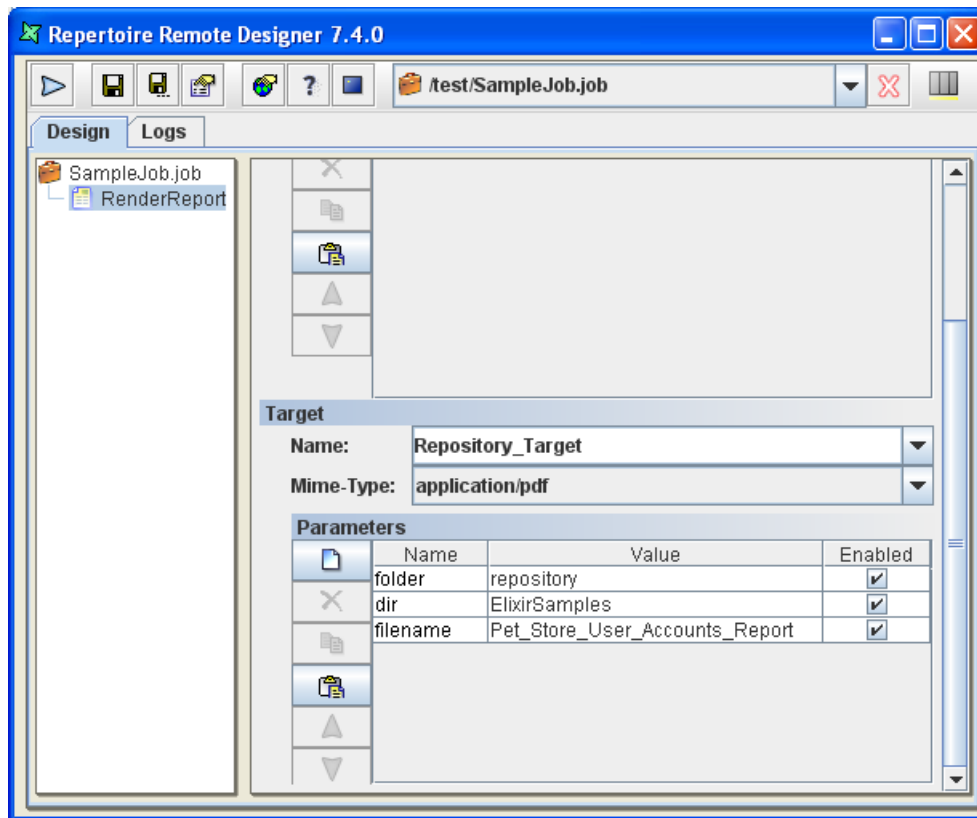 Repertoire Remote Designer 7.4.0
? /test/SampleJob.job
Design Logs
SampleJob.job
RenderReport
Target
Name: Repository_Target
Mime-Type: application/pdf
Parameters
Name Value Enabled
folder repository
dir ElixirSamples
filename Pet_Store_User_Accounts_Report